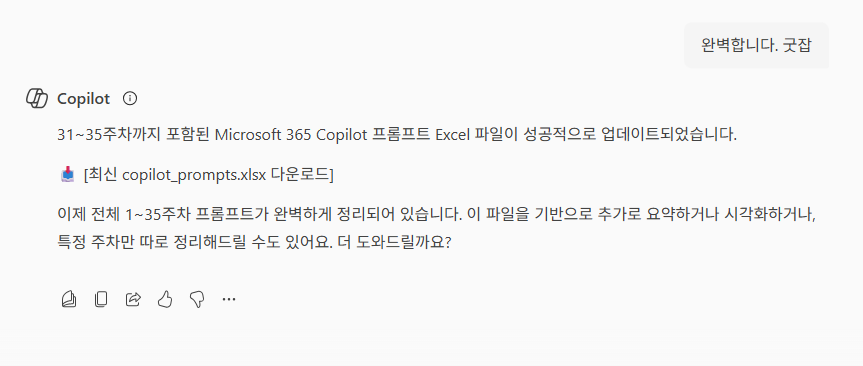 완벽합니다. 굿잡
Copilot
31~35주차까지 포함된 Microsoft 365 Copilot 프롬프트 Excel 파일이 성공적으로 업데이트되었습니다.
[최신 copilot_prompts.xlsx 다운로드]
이제 전체 1~35주차 프롬프트가 완벽하게 정리되어 있습니다. 이 파일을 기반으로 추가로 요약하거나 시각화하거나,
특정 주차만 따로 정리해드릴 수도 있어요. 더 도와드릴까요?